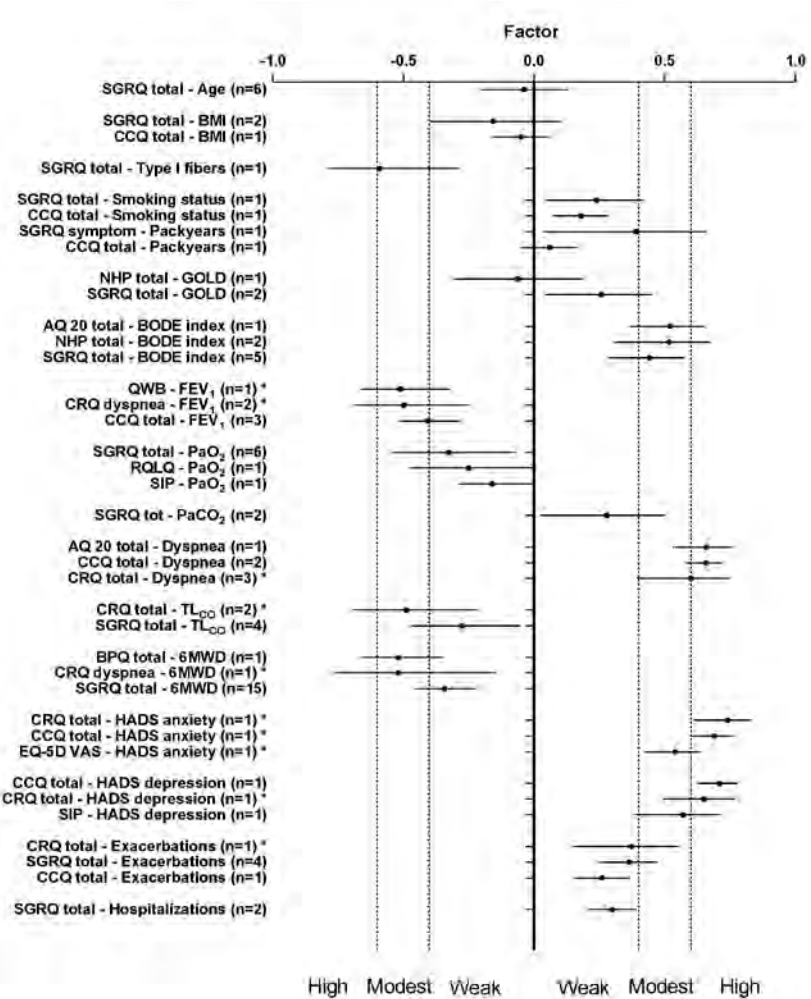 Factor
-1.0 -0.5 0.0 0.5 1.0
SGRQ total - Age (n=6)
SGRQ total - BMI (n=2)
CCQ total - BMI (n=1)
SGRQ total - Type I fibers (n=1)
SGRQ total - Smoking status (n=1)
CCQ total - Smoking status (n=1)
SGRQ symptom - Packyears (n=1)
CCQ total - Packyears (n=1)
NHP total - GOLD (n=1)
SGRQ total - GOLD (n=2)
AQ 20 total - BODE index (n=1)
NHP total - BODE index (n=2)
SGRQ total - BODE index (n=5)
QWB - FEV₁ (n=1) *
CRQ dyspnea - FEV₁ (n=2) *
CCQ total - FEV₁ (n=3)
SGRQ total - PaO₂ (n=6)
RQLQ - PaO₂ (n=1)
SIP - PaO₂ (n=1)
SGRQ tot - PaCO₂ (n=2)
AQ 20 total - Dyspnea (n=1)
CCQ total - Dyspnea (n=2)
CRQ total - Dyspnea (n=3) *
CRQ total - TL_CO (n=2) *
SGRQ total - TL_CO (n=4)
BPQ total - 6MWD (n=1)
CRQ dyspnea - 6MWD (n=1) *
SGRQ total - 6MWD (n=15)
CRQ total - HADS anxiety (n=1) *
CCQ total - HADS anxiety (n=1) *
EQ-5D VAS - HADS anxiety (n=1) *
CCQ total - HADS depression (n=1)
CRQ total - HADS depression (n=1) *
SIP - HADS depression (n=1)
CRQ total - Exacerbations (n=1) *
SGRQ total - Exacerbations (n=4)
CCQ total - Exacerbations (n=1)
SGRQ total - Hospitalizations (n=2)
High Modest Weak Weak Modest High